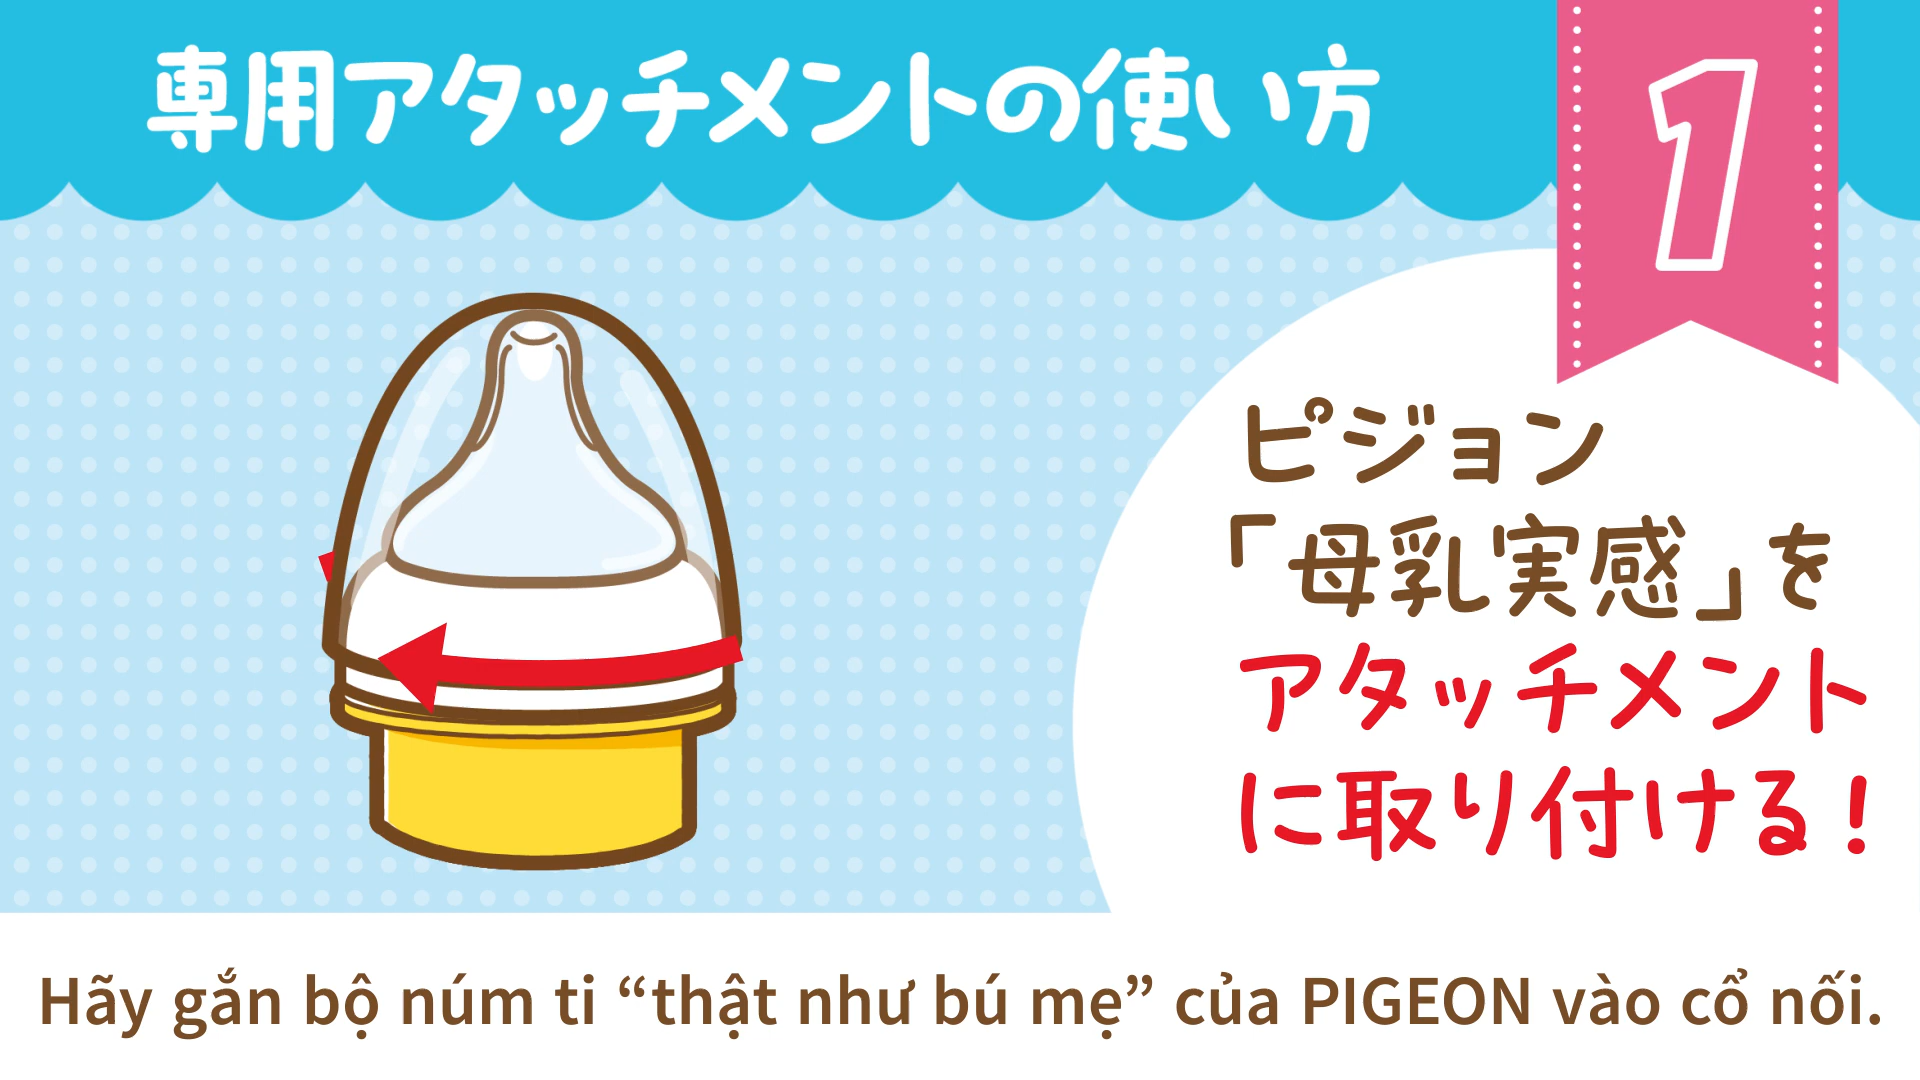 専用アタッチメントの使い方
1
ピジョン
「母乳実感」を
アタッチメント
に取り付ける!
Hãy gắn bộ núm ti “thật như bú mẹ” của PIGEON vào cổ nối.